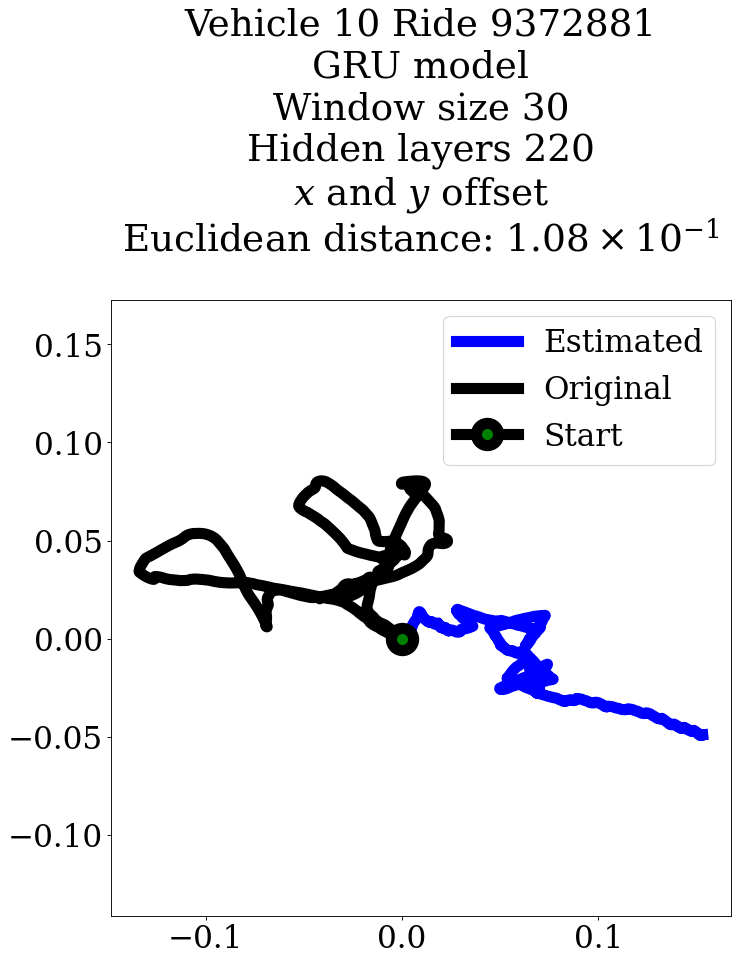 Vehicle 10 Ride 9372881
GRU model
Window size 30
Hidden layers 220
x and y offset
Euclidean distance: 1.08 × 10⁻¹
Estimated
Original
Start
0.15
0.10
0.05
0.00
−0.05
−0.10
−0.1 0.0 0.1